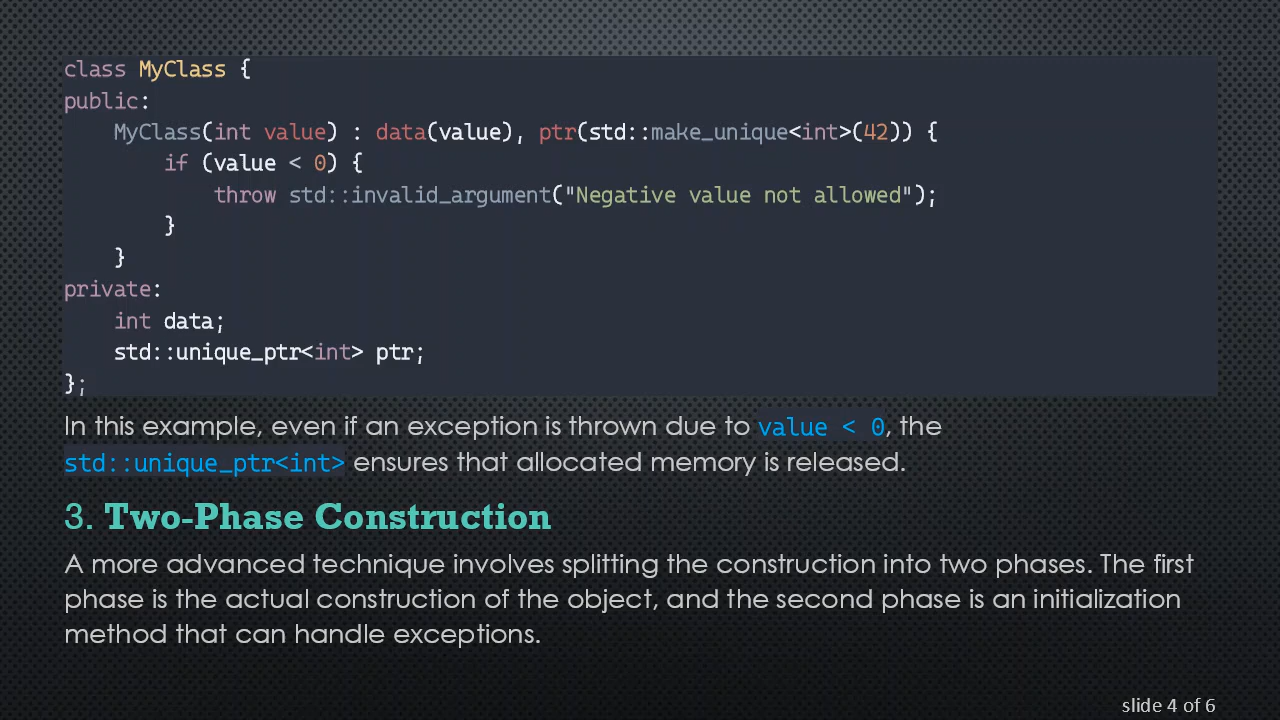 class MyClass {
public:
    MyClass(int value) : data(value), ptr(std::make_unique<int>(42)) {
        if (value < 0) {
            throw std::invalid_argument("Negative value not allowed");
        }
    }
private:
    int data;
    std::unique_ptr<int> ptr;
};
In this example, even if an exception is thrown due to value < 0, the
std::unique_ptr<int> ensures that allocated memory is released.
3. Two-Phase Construction
A more advanced technique involves splitting the construction into two phases. The first
phase is the actual construction of the object, and the second phase is an initialization
method that can handle exceptions.
slide 4 of 6